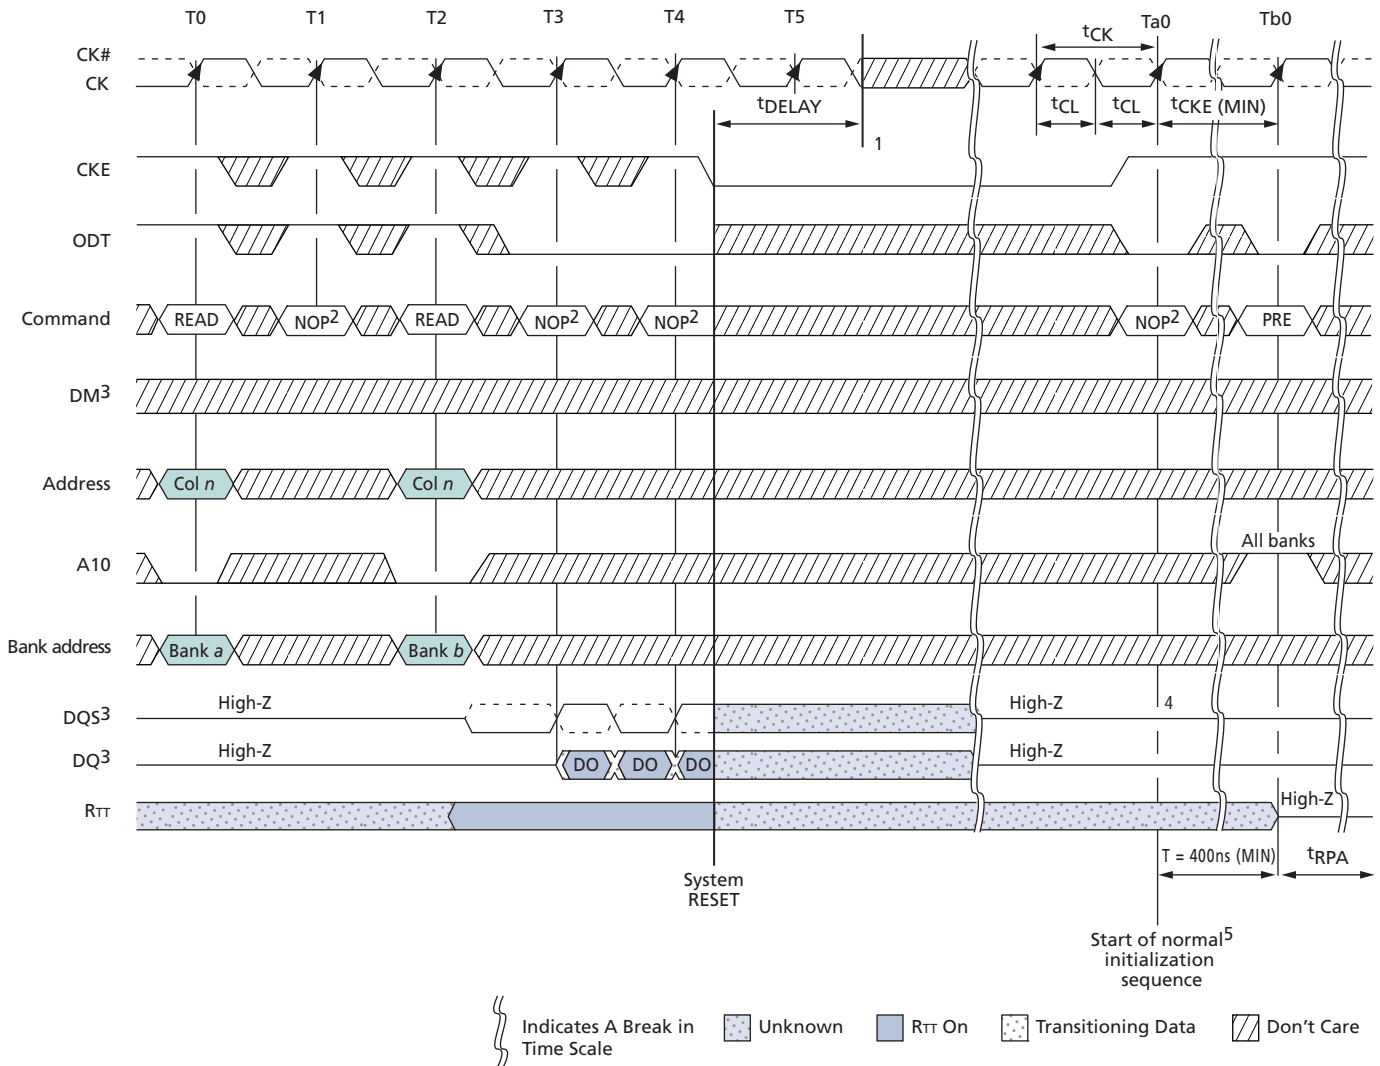 T0 T1 T2 T3 T4 T5 Ta0 Tb0
CK#
CK
tCK
tCL tCL tCKE (MIN)
tDELAY
1
CKE
ODT
Command READ NOP2 READ NOP2 NOP2 NOP2 PRE
DM3
Address Col n Col n
All banks
A10
Bank address Bank a Bank b
High-Z High-Z 4
DQS3
High-Z High-Z
DQ3 DO DO DO
RTT High-Z
T = 400ns (MIN) tRPA
System
RESET
Start of normal5
initialization
sequence
Indicates A Break in
Time Scale
Unknown
RTT On
Transitioning Data
Don't Care